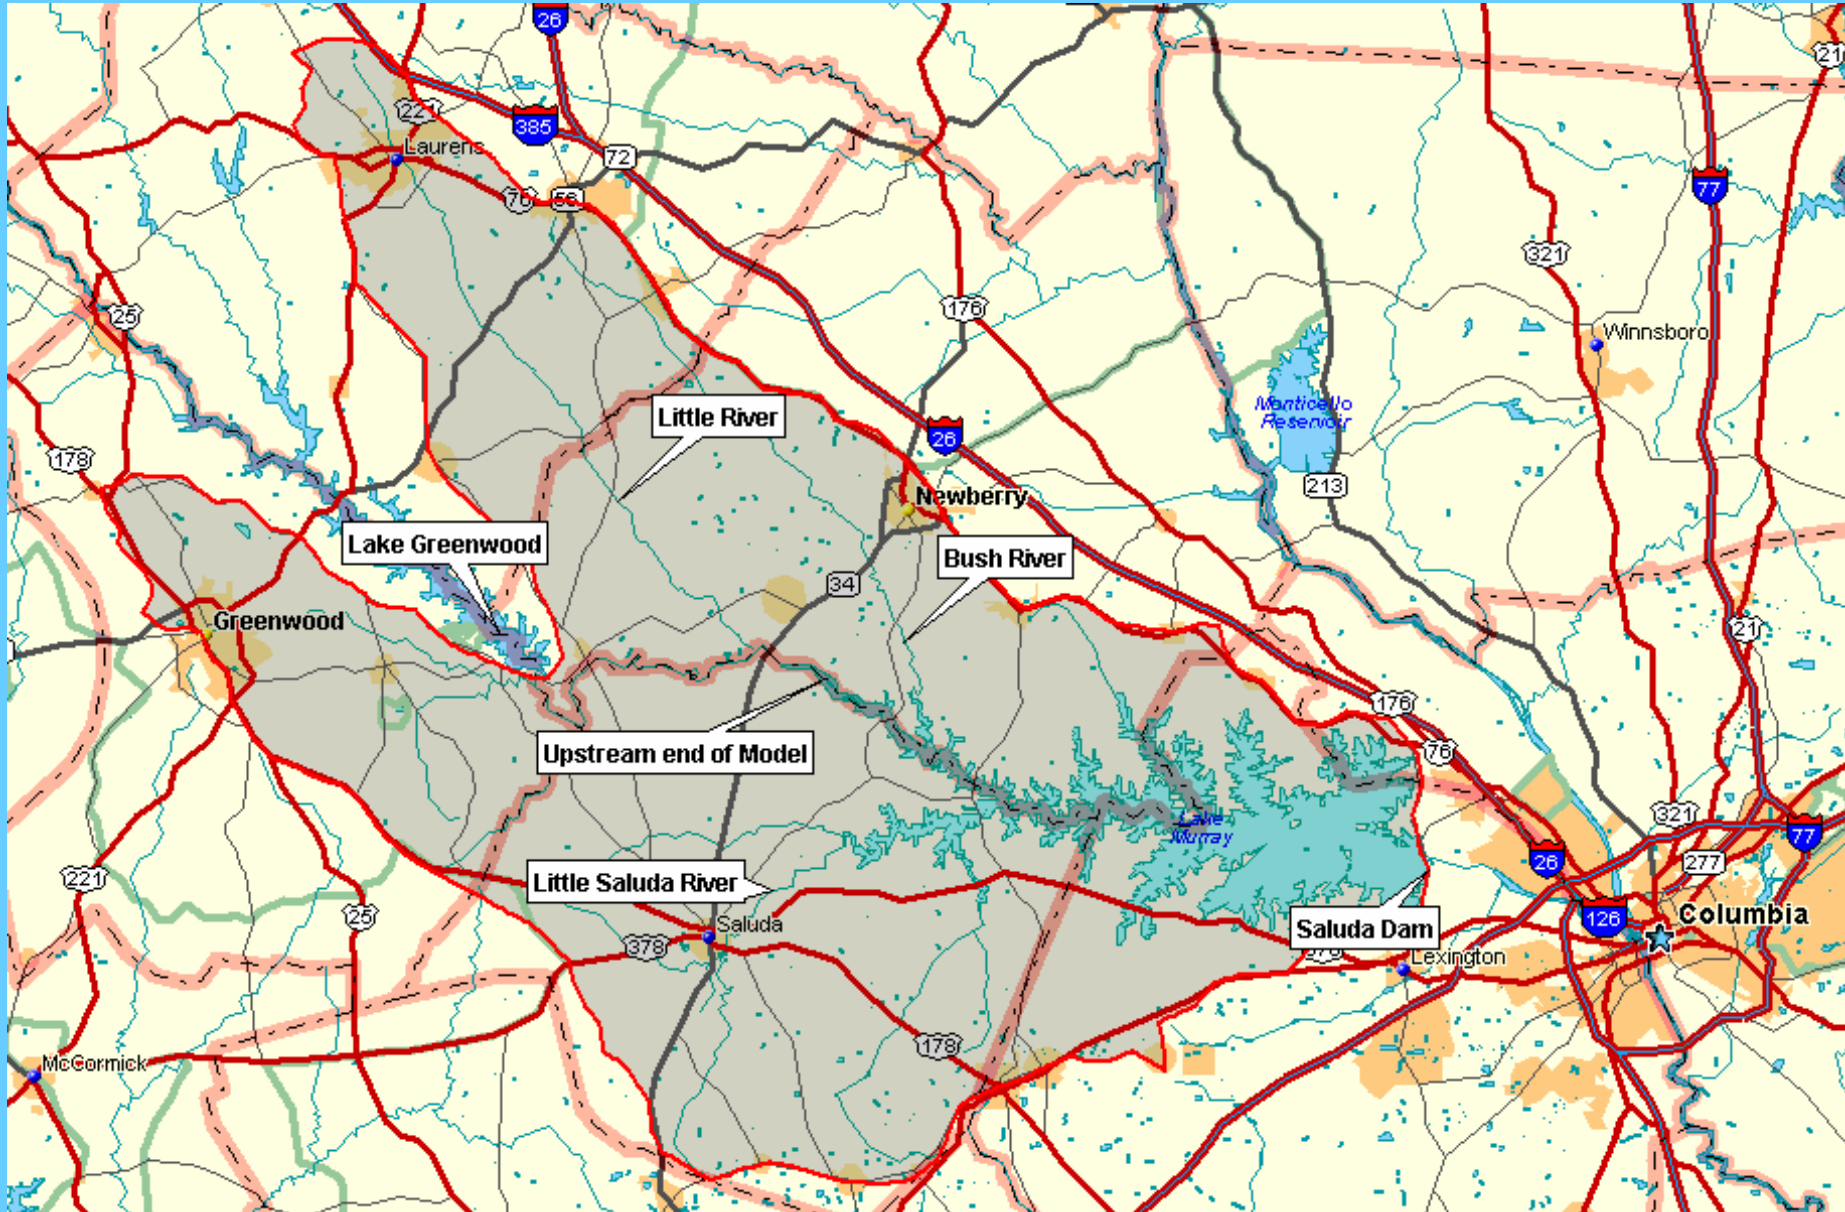 26
21
221
385
Laurens
72
76
56
77
321
176
25
Winnsboro
Monticello
Reservoir
Little River
26
178
213
Newberry
Lake Greenwood
Bush River
34
Greenwood
21
176
Upstream end of Model
76
321
Lake
Murray
77
26
277
221
Little Saluda River
25
126
Columbia
Saluda
Saluda Dam
378
378
Lexington
178
McCormick